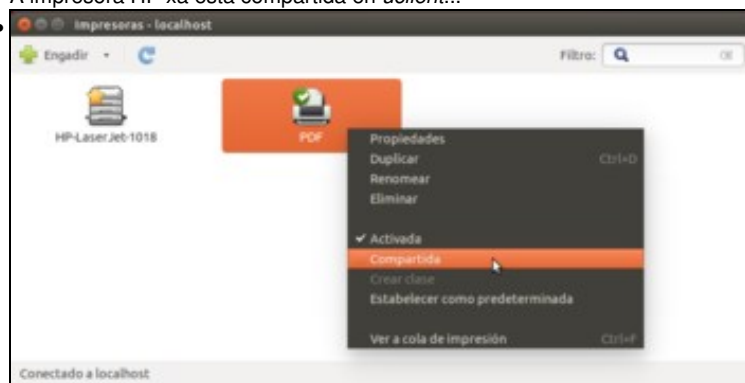 A impresora HP xa está compartida en uclient...
Impresoras - localhost
Engadir
Filtro:
HP-LaserJet-1018
PDF
Propiedades
Duplicar Ctrl+D
Renomear
Eliminar
Activada
Compartida
Crear clase
Estabelecer como predeterminada
Ver a cola de impresión Ctrl+F
Conectado a localhost